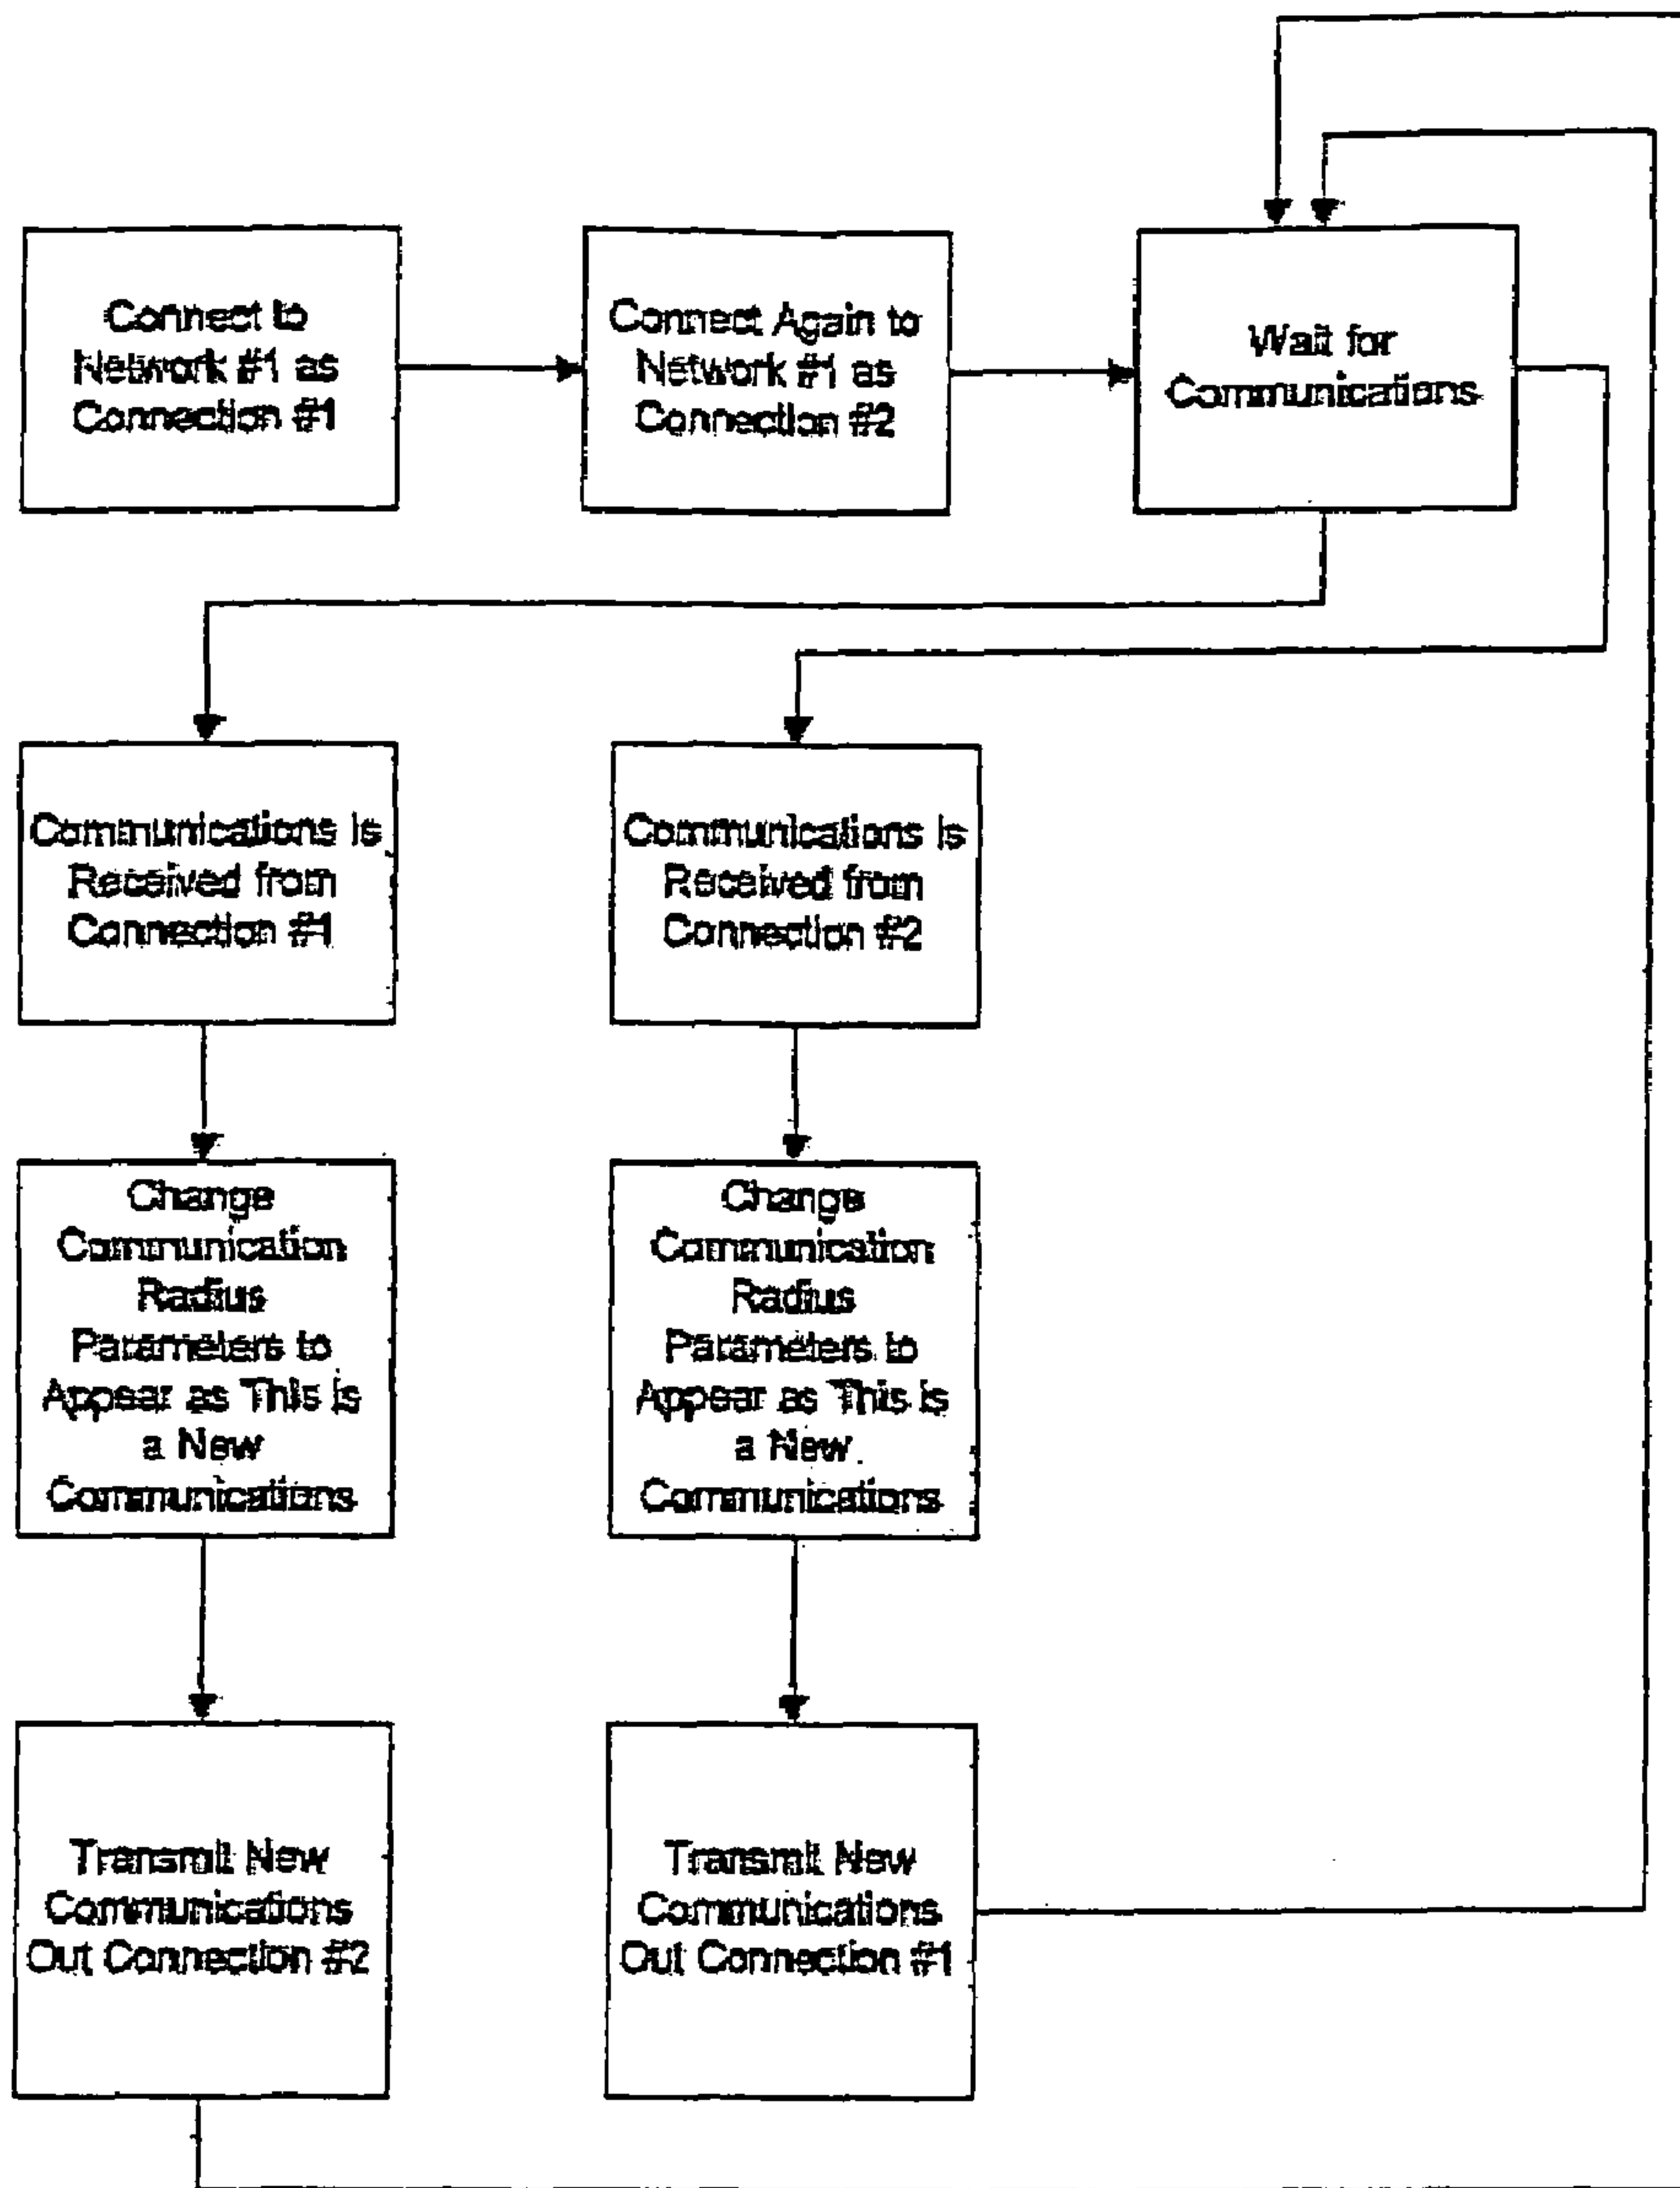 Connect to
Network #1 as
Connection #1
Connect Again to
Network #1 as
Connection #2
Wait for
Communications
Communications is
Received from
Connection #1
Communications is
Received from
Connection #2
Change
Communication
Radius
Parameters to
Appear as This is
a New
Communications
Change
Communication
Radius
Parameters to
Appear as This is
a New
Communications
Transmit New
Communications
Out Connection #2
Transmit New
Communications
Out Connection #1